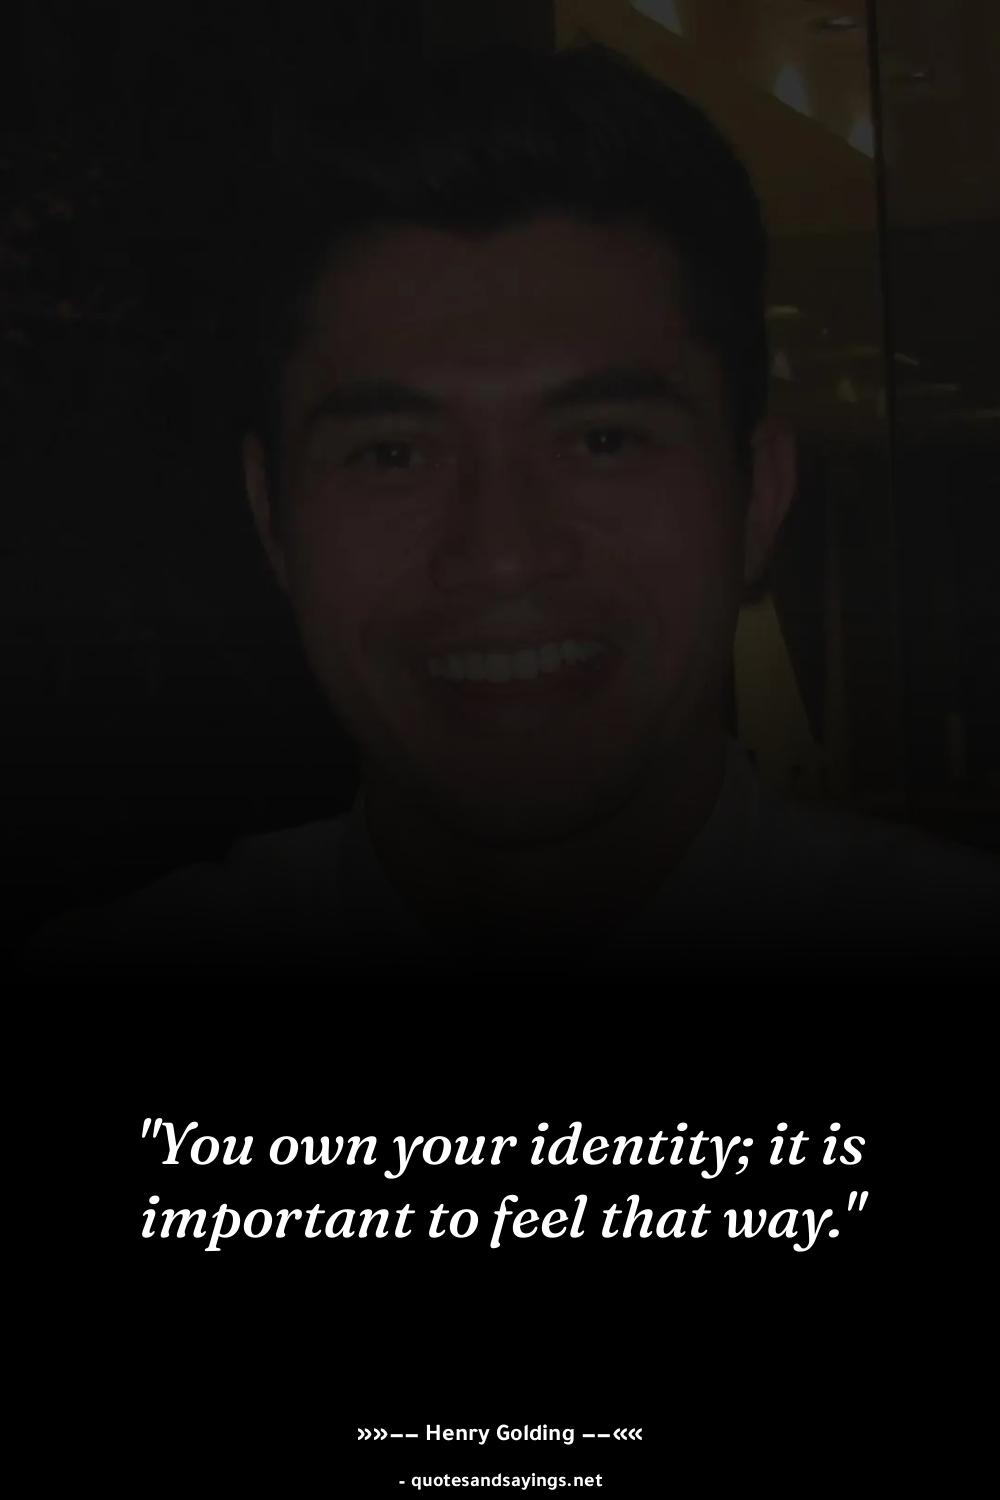 "You own your identity; it is
important to feel that way."
»»−− Henry Golding −−««
- quotesandsayings.net